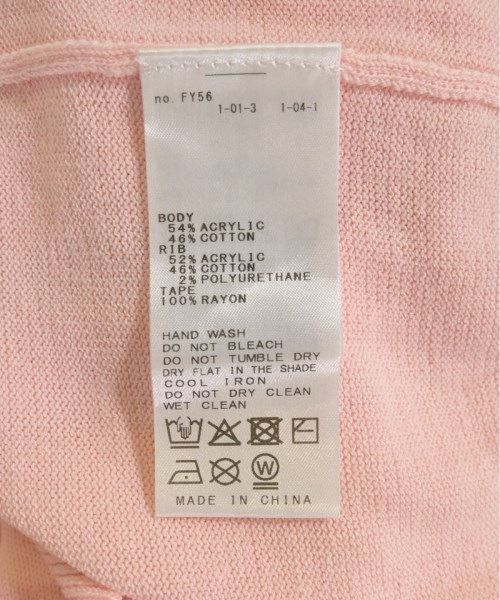 no. FY56
1-01-3 1-04-1
BODY
54% ACRYLIC
46% COTTON
RIB
52% ACRYLIC
46% COTTON
2% POLYURETHANE
TAPE
100% RAYON
HAND WASH
DO NOT BLEACH
DO NOT TUMBLE DRY
DRY FLAT IN THE SHADE
COOL IRON
DO NOT DRY CLEAN
WET CLEAN
W
MADE IN CHINA